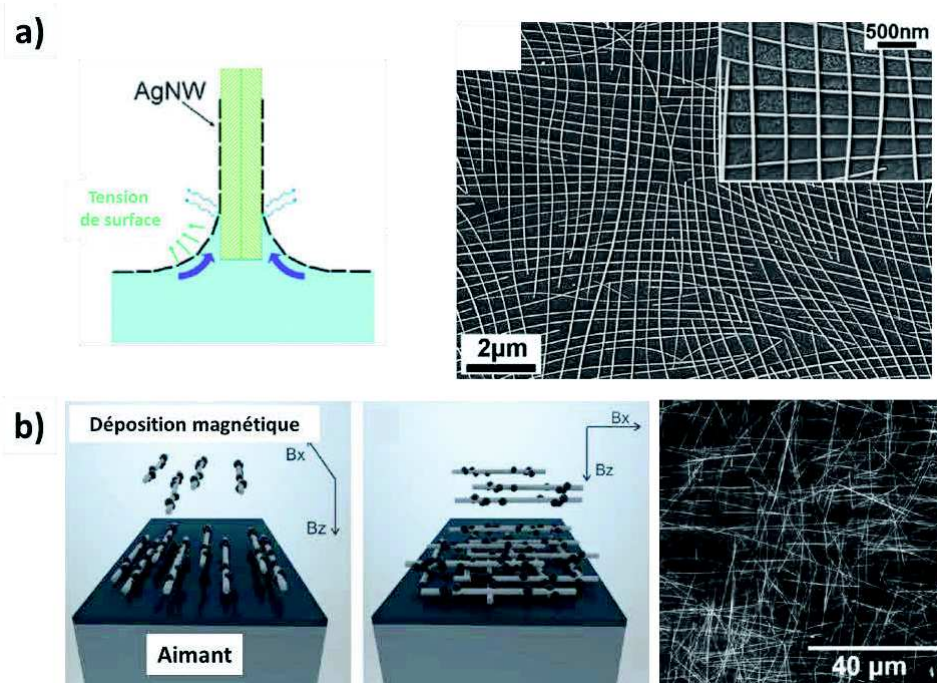 a)
AgNW
Tension
de surface
500nm
2μm
b)
Déposition magnétique
Bx
Bz
Aimant
Bx
Bz
40 μm